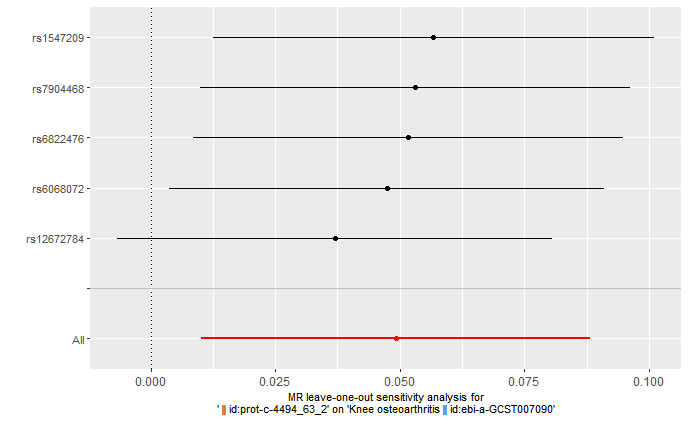 rs1547209
rs7904468
rs6822476
rs6068072
rs12672784
All
0.000 0.025 0.050 0.075 0.100
MR leave-one-out sensitivity analysis for
' id:prot-c-4494_63_2' on 'Knee osteoarthritis id:ebi-a-GCST007090'